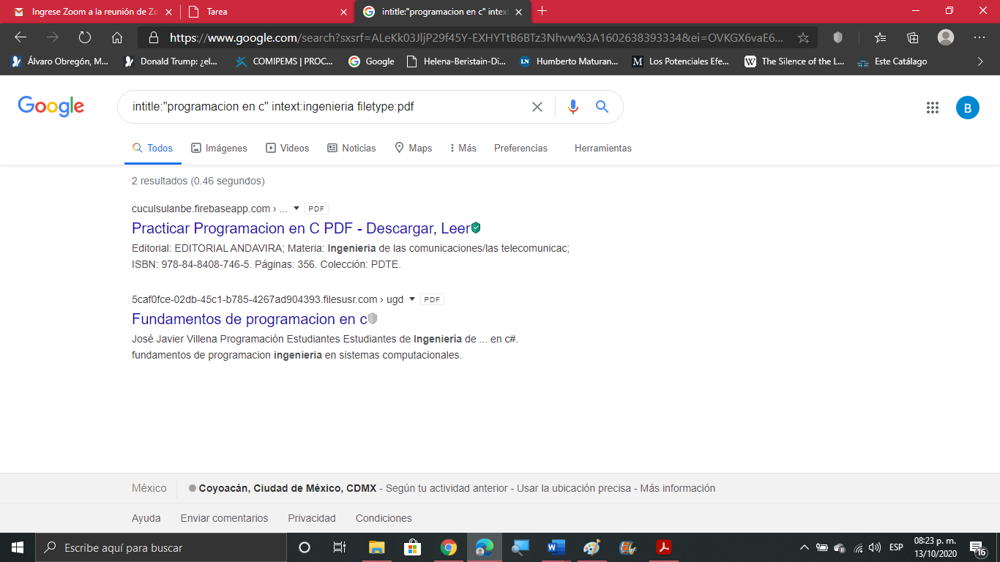 Ingrese Zoom a la reunión de Zo
Tarea
intitle:"programacion en c" intext
https://www.google.com/search?sxsrf=ALeKk03JljP29f45Y-EXHYTtB6BTz3Nhvw%3A1602638393334&ei=OVKGX6vaE6...
Álvaro Obregón, M...
Donald Trump: ¿el...
COMIPEMS | PROC...
Google
Helena-Beristain-Di...
LN
Humberto Maturan...
M
Los Potenciales Efe...
W
The Silence of the L...
Este Catálago
Google
intitle:"programacion en c" intext:ingenieria filetype:pdf
B
Todos
Imágenes
Videos
Noticias
Maps
Más
Preferencias
Herramientas
2 resultados (0.46 segundos)
cuculsulanbe.firebaseapp.com › ... PDF
Practicar Programacion en C PDF - Descargar, Leer
Editorial: EDITORIAL ANDAVIRA; Materia: Ingenieria de las comunicaciones/las telecomunicac;
ISBN: 978-84-8408-746-5. Páginas: 356. Colección: PDTE.
5caf0fce-02db-45c1-b785-4267ad904393.filesusr.com › ugd PDF
Fundamentos de programacion en c
José Javier Villena Programación Estudiantes Estudiantes de Ingeniería de ... en c#.
fundamentos de programacion ingenieria en sistemas computacionales.
México
Coyoacán, Ciudad de México, CDMX - Según tu actividad anterior - Usar la ubicación precisa - Más información
Ayuda
Enviar comentarios
Privacidad
Condiciones
Escribe aquí para buscar
ESP
08:23 p. m.
13/10/2020
16